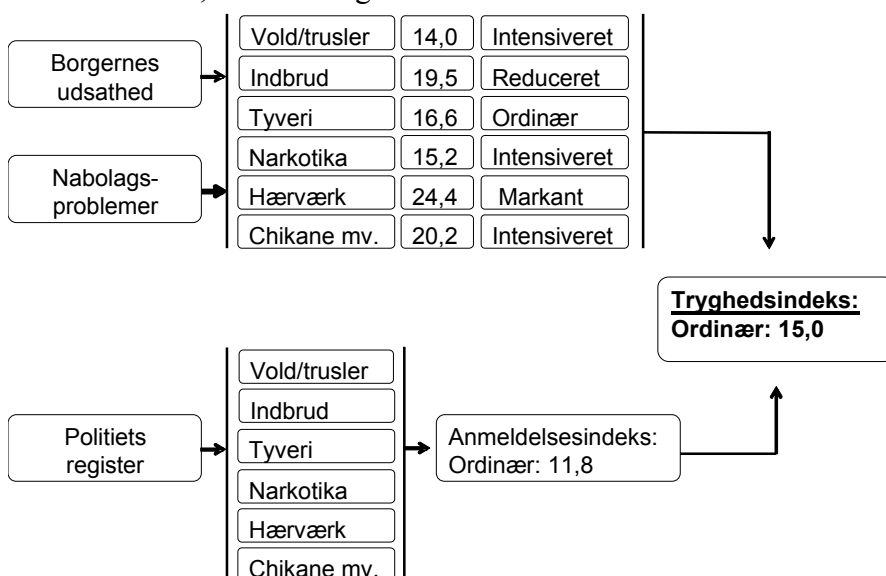 Borgernes
udsathed
Nabolags-
problemer
Vold/trusler 14,0 Intensiveret
Indbrud 19,5 Reduceret
Tyveri 16,6 Ordinær
Narkotika 15,2 Intensiveret
Hærværk 24,4 Markant
Chikane mv. 20,2 Intensiveret
Tryghedsindeks:
Ordinær: 15,0
Politiets
register
Vold/trusler
Indbrud
Tyveri
Narkotika
Hærværk
Chikane mv.
Anmeldelsesindeks:
Ordinær: 11,8